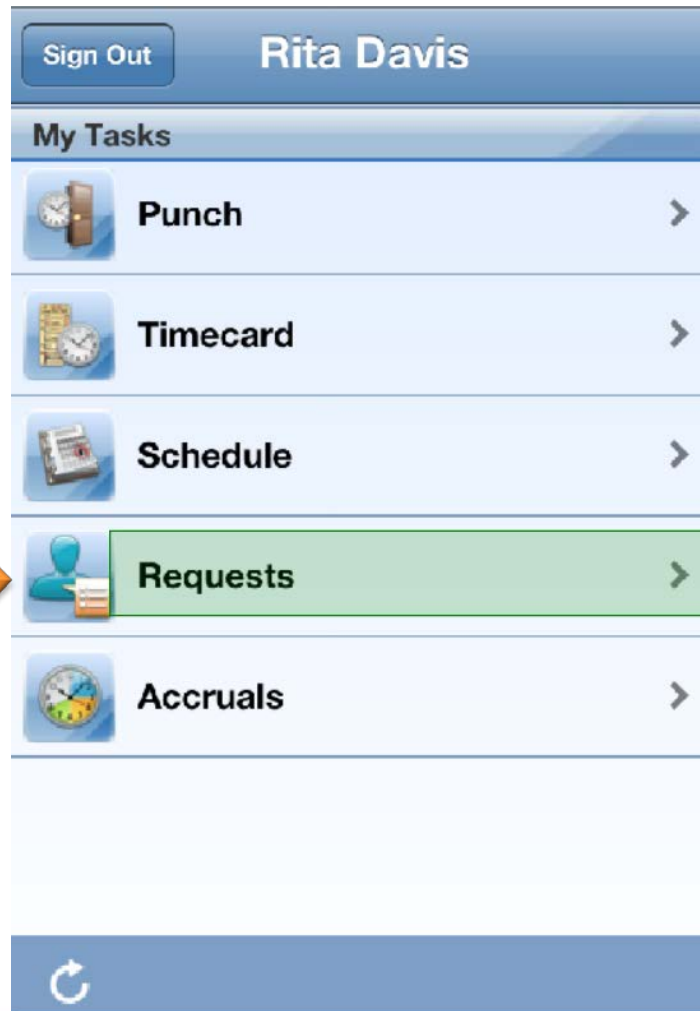 Sign Out
Rita Davis
My Tasks
Punch
Timecard
Schedule
Requests
Accruals